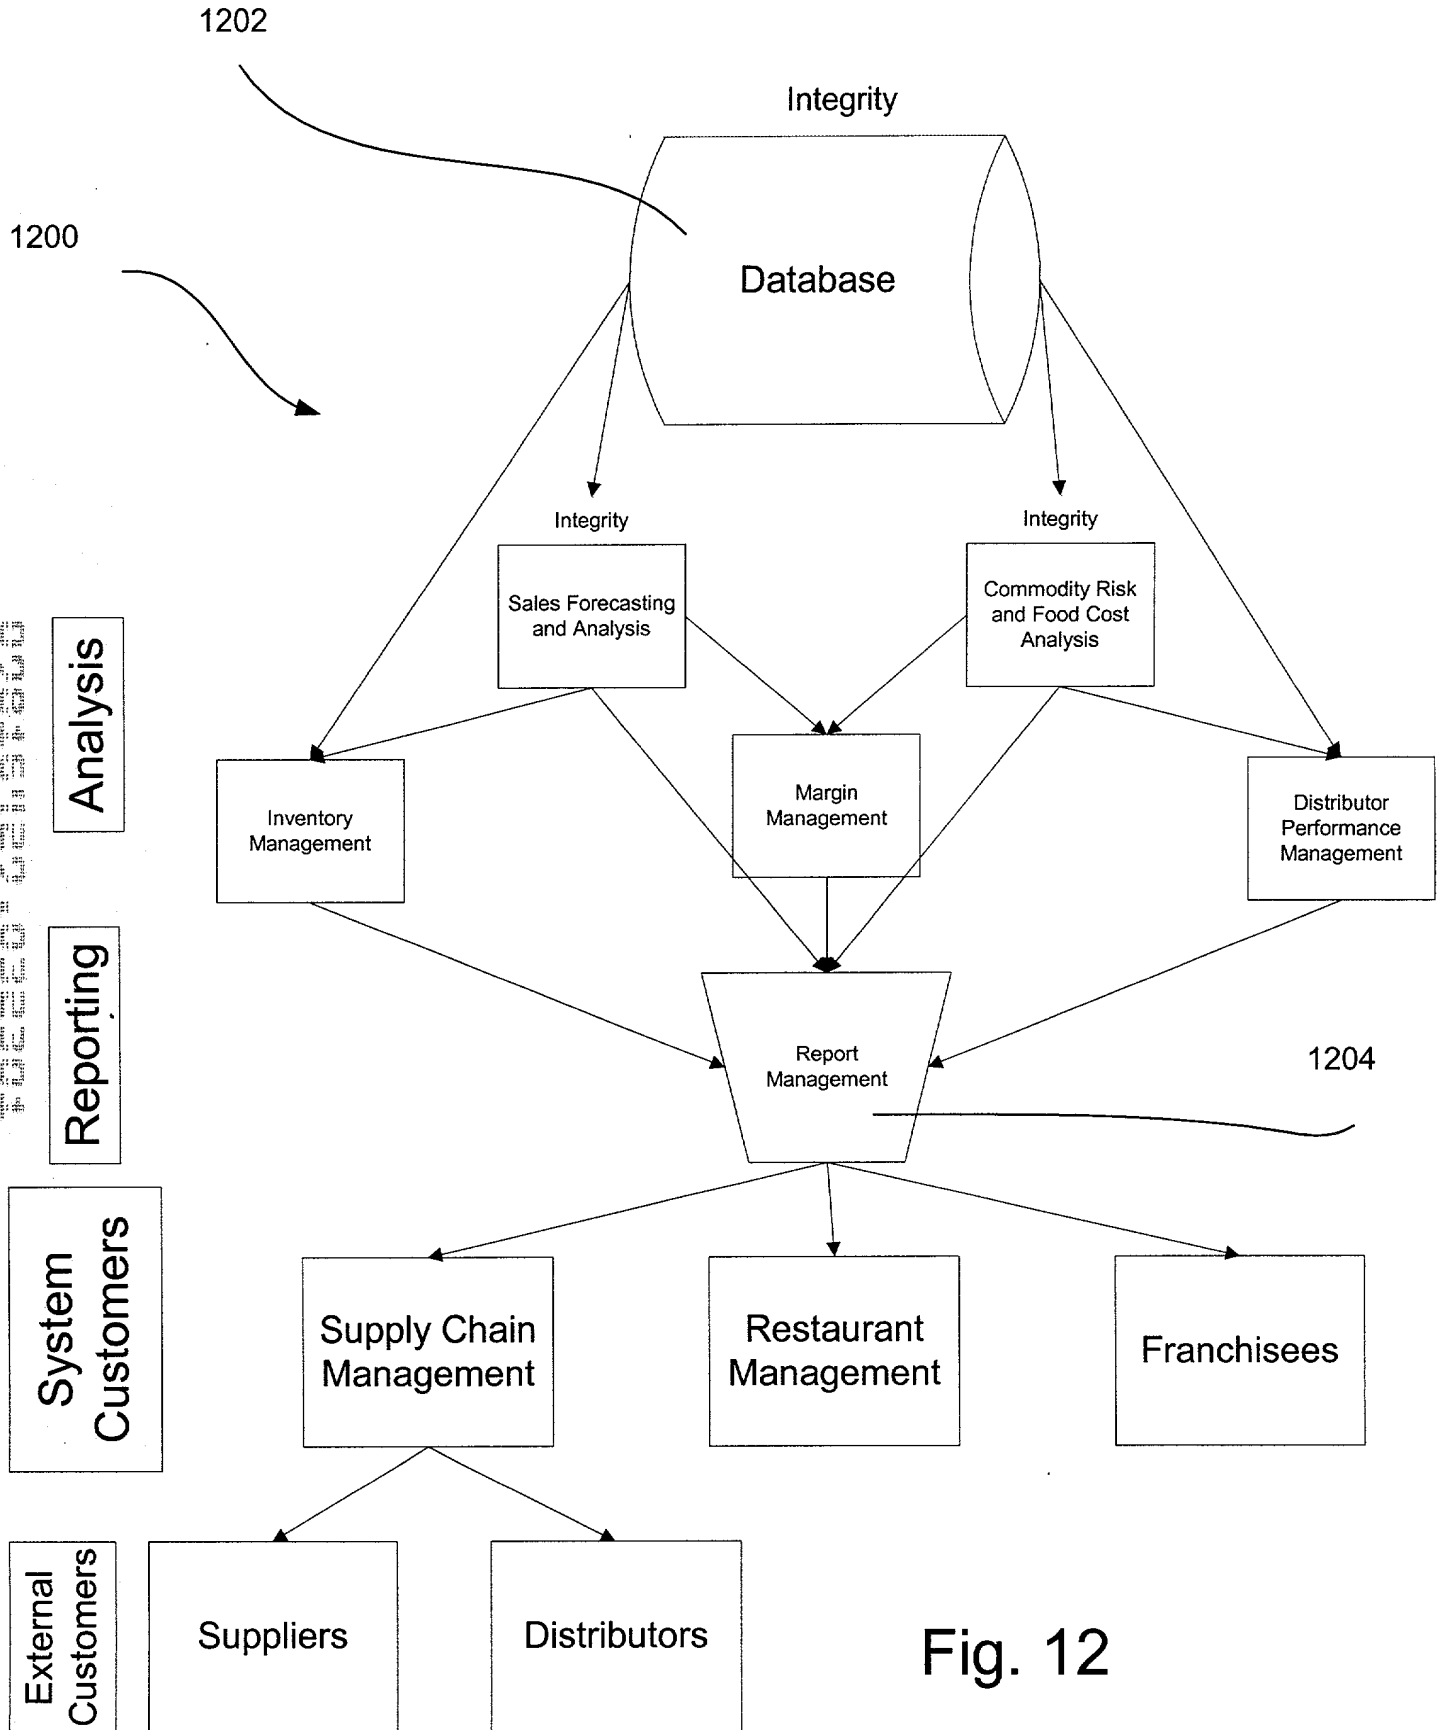 1202
Integrity
1200
Database
Integrity
Integrity
Sales Forecasting
and Analysis
Commodity Risk
and Food Cost
Analysis
Analysis
Inventory
Management
Margin
Management
Distributor
Performance
Management
Reporting
Report
Management
1204
System
Customers
Supply Chain
Management
Restaurant
Management
Franchisees
External
Customers
Suppliers
Distributors
Fig. 12